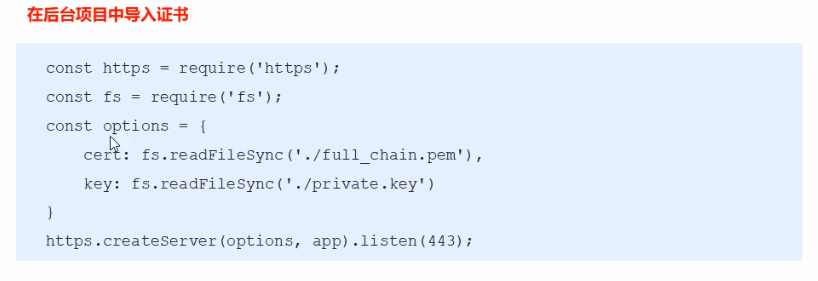 在后台项目中导入证书
const https = require('https');
const fs = require('fs');
const options = {
cert: fs.readFileSync('./full_chain.pem'),
key: fs.readFileSync('./private.key')
}
https.createServer(options, app).listen(443);